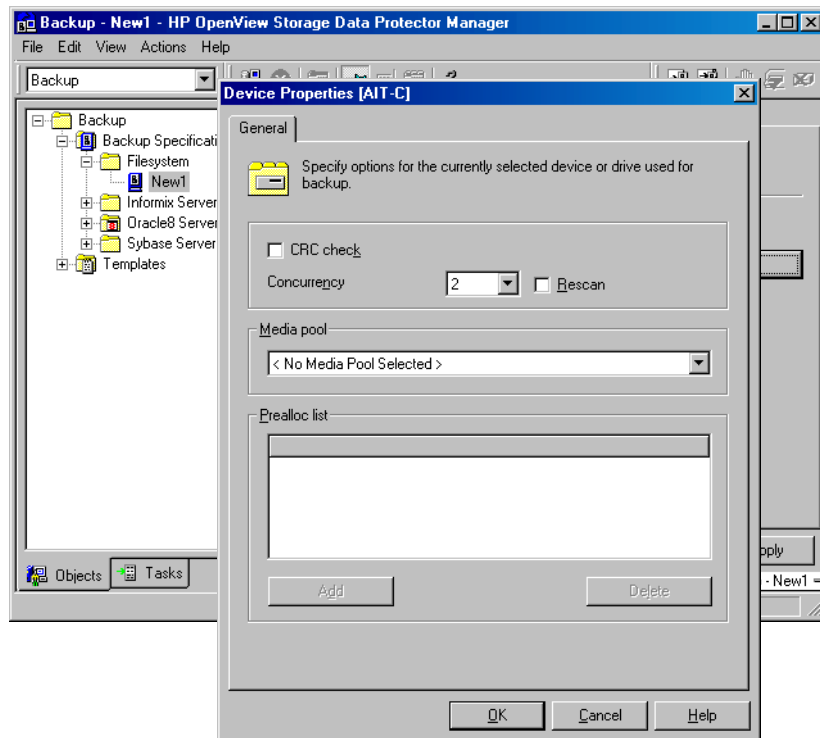 Backup - New1 - HP OpenView Storage Data Protector Manager
File Edit View Actions Help
Backup
Backup
Backup Specificati
Filesystem
New1
Informix Server
Oracle8 Server
Sybase Server
Templates
Objects
Tasks
Device Properties [AIT-C]
General
Specify options for the currently selected device or drive used for
backup.
CRC check
Concurrency
2
Rescan
Media pool
< No Media Pool Selected >
Prealloc list
Add
Delete
OK
Cancel
Help
pply
- New1 =